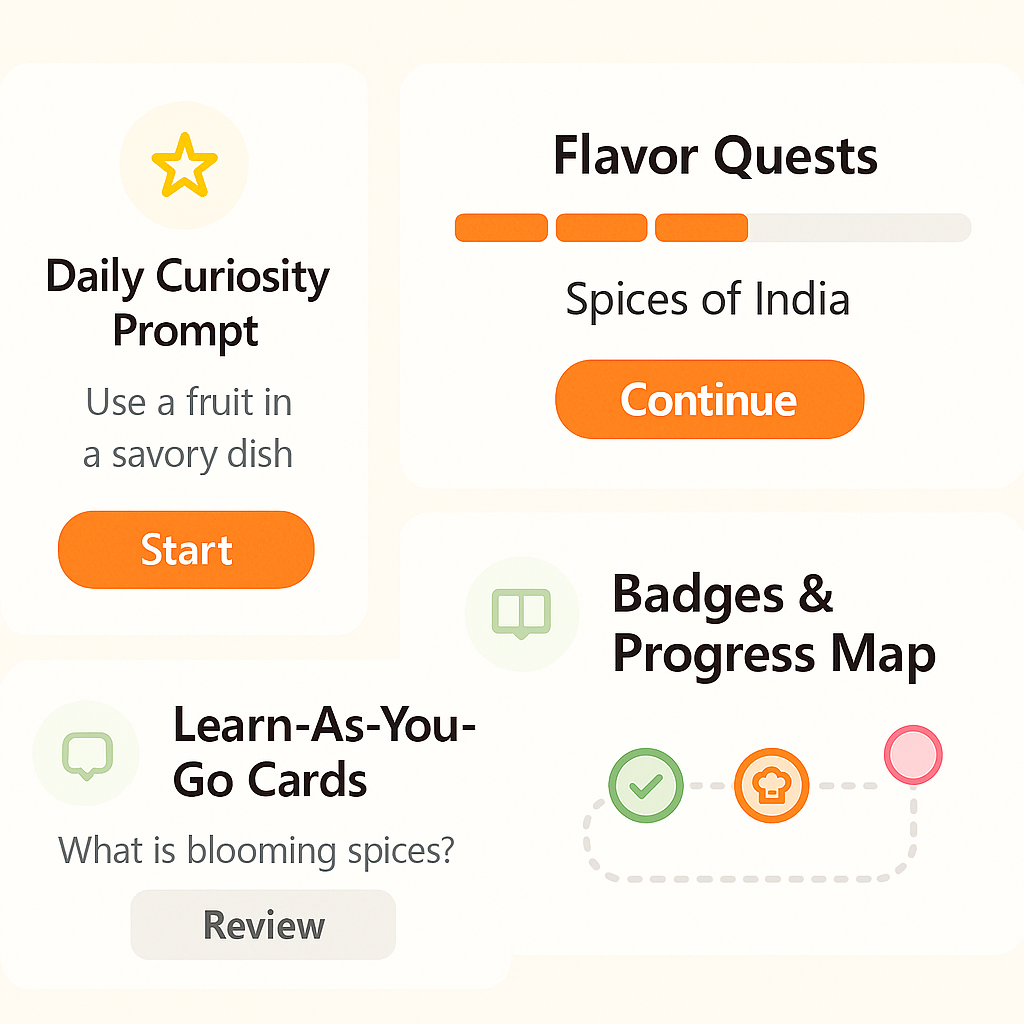 Daily Curiosity
Prompt
Use a fruit in
a savory dish
Start
Flavor Quests
Spices of India
Continue
Badges &
Progress Map
Learn-As-You-
Go Cards
What is blooming spices?
Review